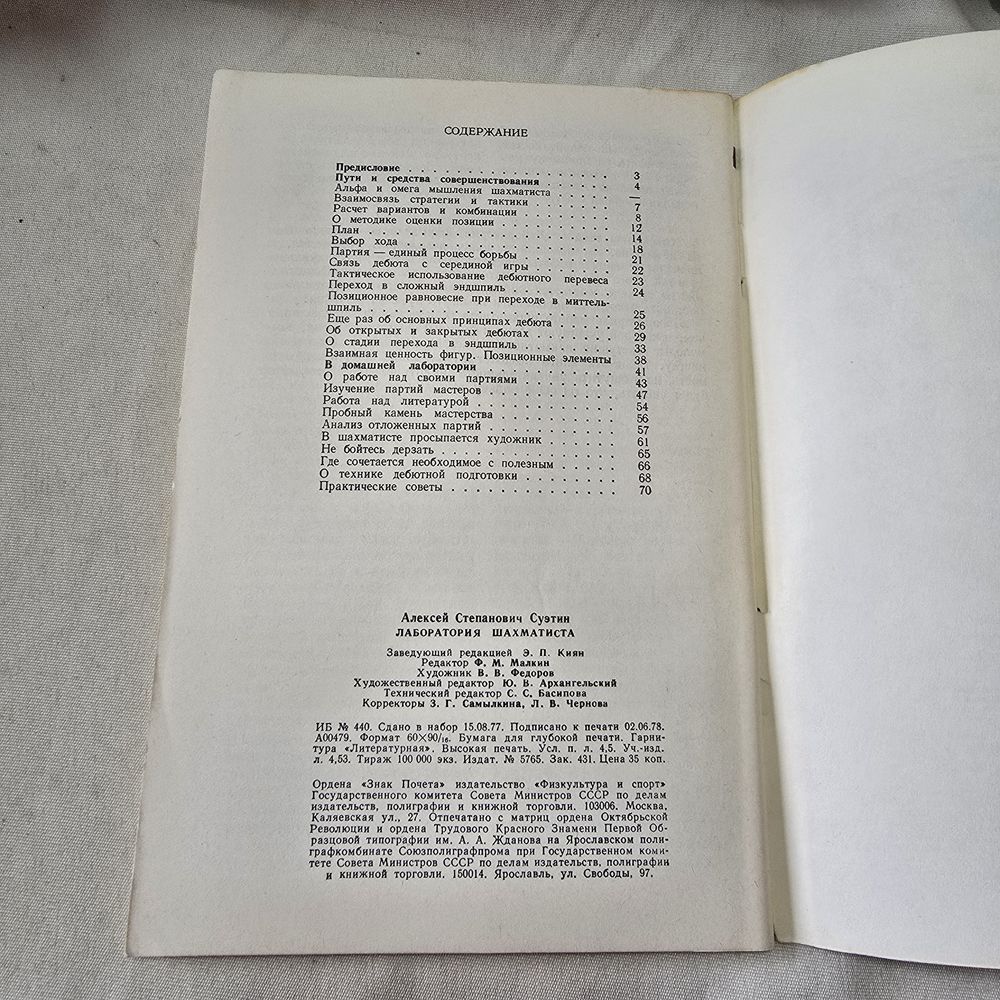 СОДЕРЖАНИЕ
Предисловие . . . . . . . . . . . . . . . . . 3
Пути и средства совершенствования . . . . . . 4
Альфа и омега мышления шахматиста . . . . . . —
Взаимосвязь стратегии и тактики . . . . . . . 7
Расчет вариантов и комбинации . . . . . . . . 8
О методике оценки позиции . . . . . . . . . . 12
План . . . . . . . . . . . . . . . . . . . . 14
Выбор хода . . . . . . . . . . . . . . . . . 18
Партия — единый процесс борьбы . . . . . . . 21
Связь дебюта с серединой игры . . . . . . . . 22
Тактическое использование дебютного перевеса 23
Переход в сложный эндшпиль . . . . . . . . . 24
Позиционное равновесие при переходе в миттель-
шпиль . . . . . . . . . . . . . . . . . . . . 25
Еще раз об основных принципах дебюта . . . . 26
Об открытых и закрытых дебютах . . . . . . . 29
О стадии перехода в эндшпиль . . . . . . . . 33
Взаимная ценность фигур. Позиционные элементы 38
В домашней лаборатории . . . . . . . . . . . 41
О работе над своими партиями . . . . . . . . 43
Изучение партий мастеров . . . . . . . . . . 47
Работа над литературой . . . . . . . . . . . 54
Пробный камень мастерства . . . . . . . . . . 56
Анализ отложенных партий . . . . . . . . . . 57
В шахматисте просыпается художник . . . . . . 61
Не бойтесь дерзать . . . . . . . . . . . . . 65
Где сочетается необходимое с полезным . . . . 66
О технике дебютной подготовки . . . . . . . . 68
Практические советы . . . . . . . . . . . . . 70
Алексей Степанович Суэтин
ЛАБОРАТОРИЯ ШАХМАТИСТА
Заведующий редакцией Э. П. Киян
Редактор Ф. М. Малкин
Художник В. В. Федоров
Художественный редактор Ю. В. Архангельский
Технический редактор С. С. Басипова
Корректоры З. Г. Самылкина, Л. В. Чернова
ИБ № 440. Сдано в набор 15.08.77. Подписано к печати 02.06.78.
А00479. Формат 60×90/16. Бумага для глубокой печати. Гарни-
тура «Литературная». Высокая печать. Усл. п. л. 4,5. Уч.-изд.
л. 4,53. Тираж 100 000 экз. Издат. № 5765. Зак. 431. Цена 35 коп.
Ордена «Знак Почета» издательство «Физкультура и спорт»
Государственного комитета Совета Министров СССР по делам
издательств, полиграфии и книжной торговли. 103006. Москва,
Каляевская ул., 27. Отпечатано с матриц ордена Октябрьской
Революции и ордена Трудового Красного Знамени Первой Об-
разцовой типографии им. А. А. Жданова на Ярославском поли-
графкомбинате Союзполиграфпрома при Государственном коми-
тете Совета Министров СССР по делам издательств, полиграфии
и книжной торговли. 150014. Ярославль, ул. Свободы, 97.